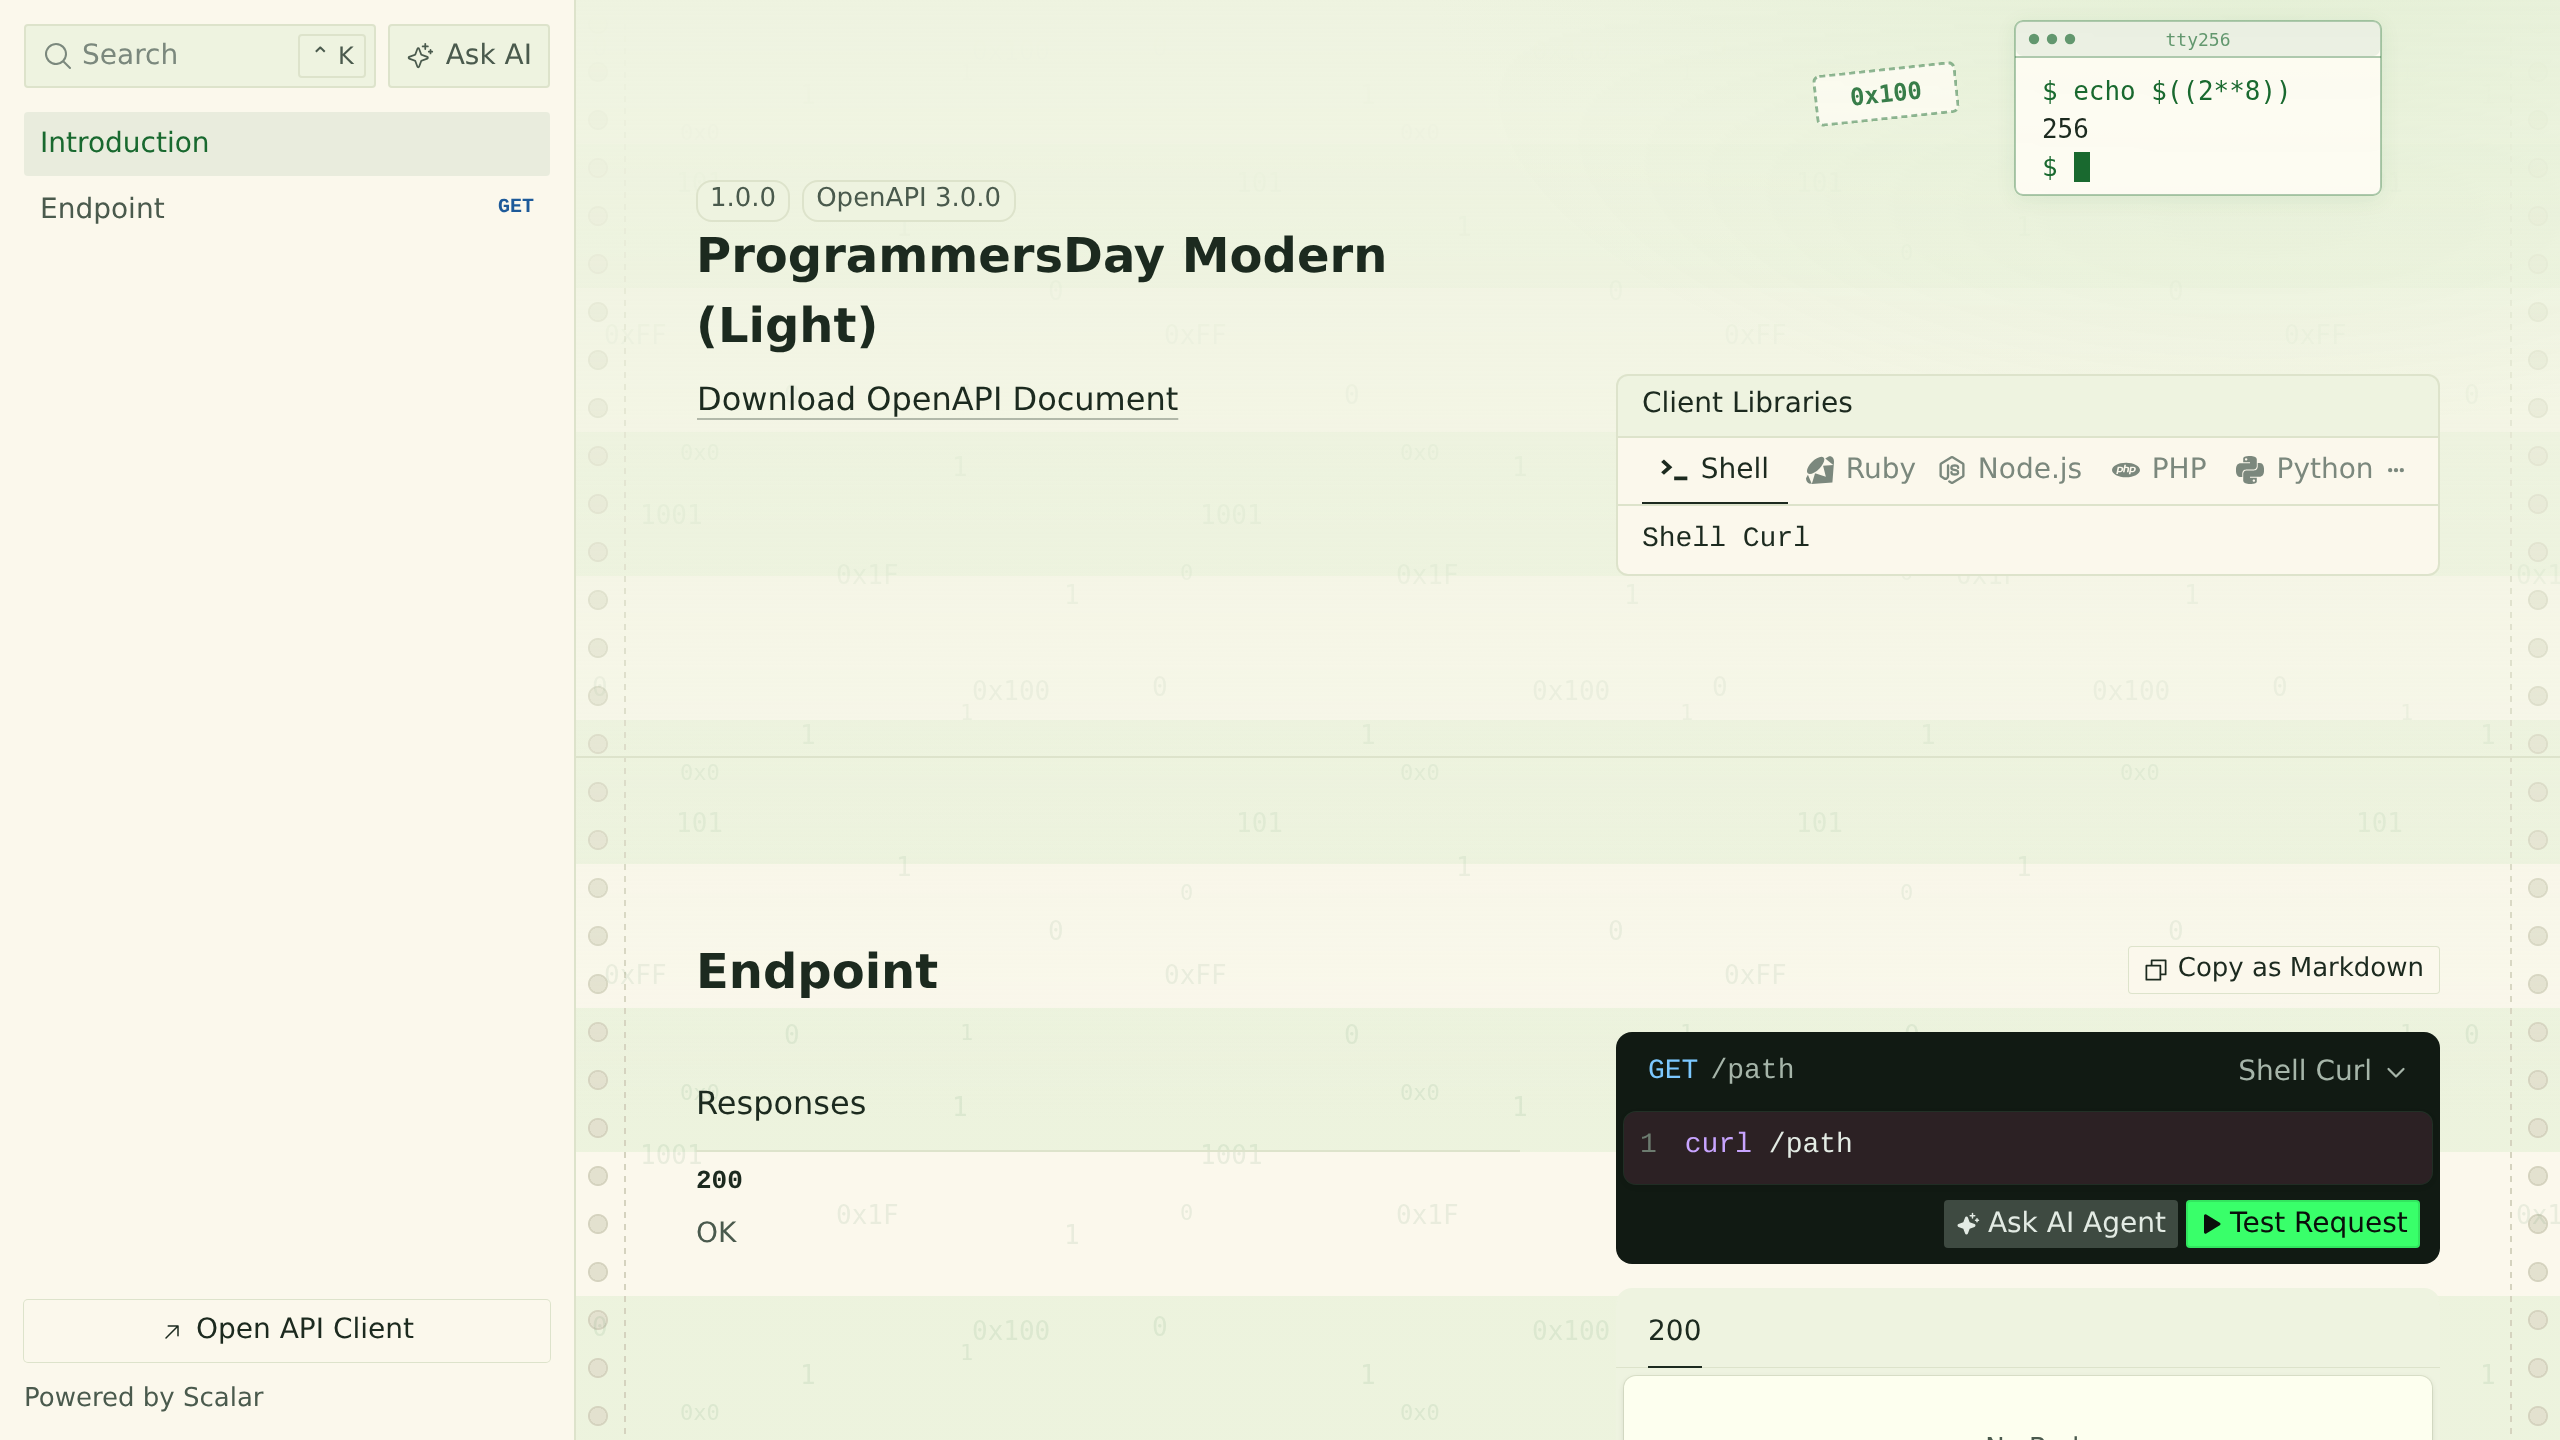 Search
⌃ K
Ask AI
Introduction
Endpoint
GET
Open API Client
Powered by Scalar
0x100
tty256
$ echo $((2**8))
256
$
1.0.0
OpenAPI 3.0.0
ProgrammersDay Modern
(Light)
Download OpenAPI Document
Client Libraries
Shell
Ruby
Node.js
PHP
Python
Shell Curl
Endpoint
Copy as Markdown
Responses
200
OK
GET /path
Shell Curl
1 curl /path
Ask AI Agent
Test Request
200